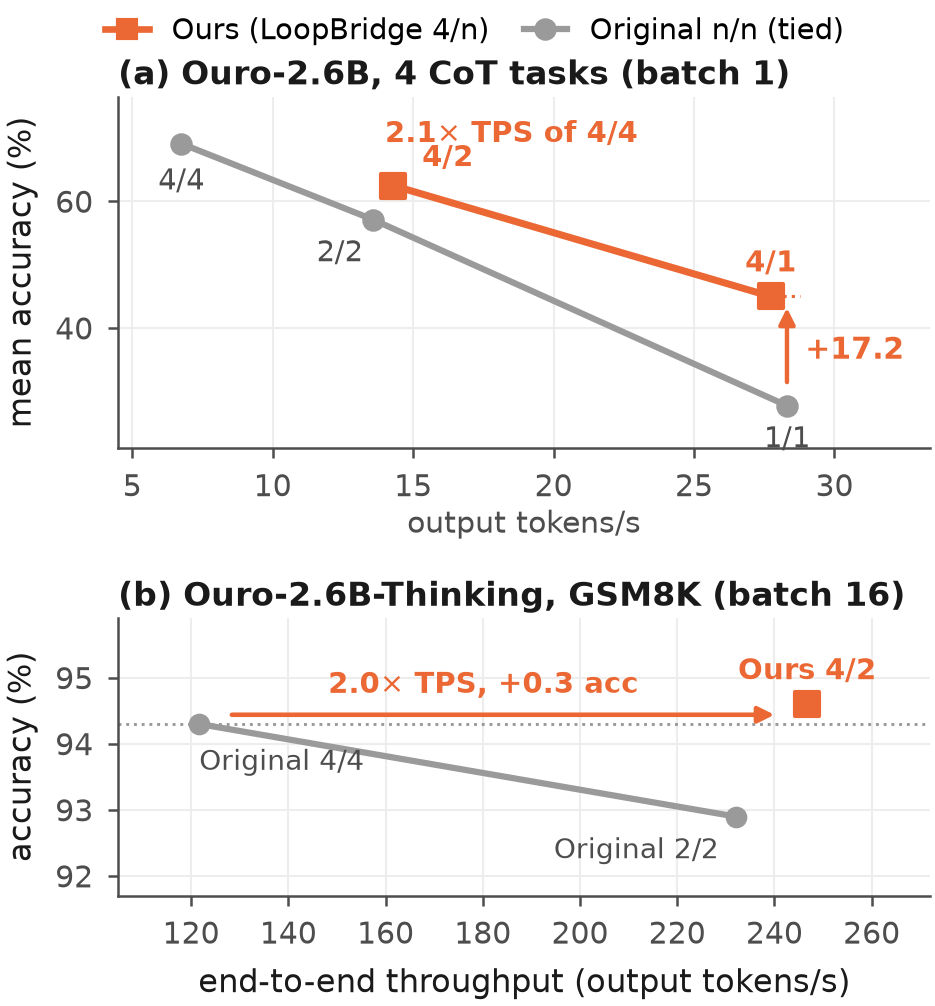 Ours (LoopBridge 4/n) Original n/n (tied)
(a) Ouro-2.6B, 4 CoT tasks (batch 1)
2.1× TPS of 4/4
4/2
4/4
60
2/2
4/1
40
+17.2
1/1
mean accuracy (%)
5 10 15 20 25 30
output tokens/s
(b) Ouro-2.6B-Thinking, GSM8K (batch 16)
95
2.0× TPS, +0.3 acc
Ours 4/2
94
Original 4/4
93
Original 2/2
92
accuracy (%)
120 140 160 180 200 220 240 260
end-to-end throughput (output tokens/s)